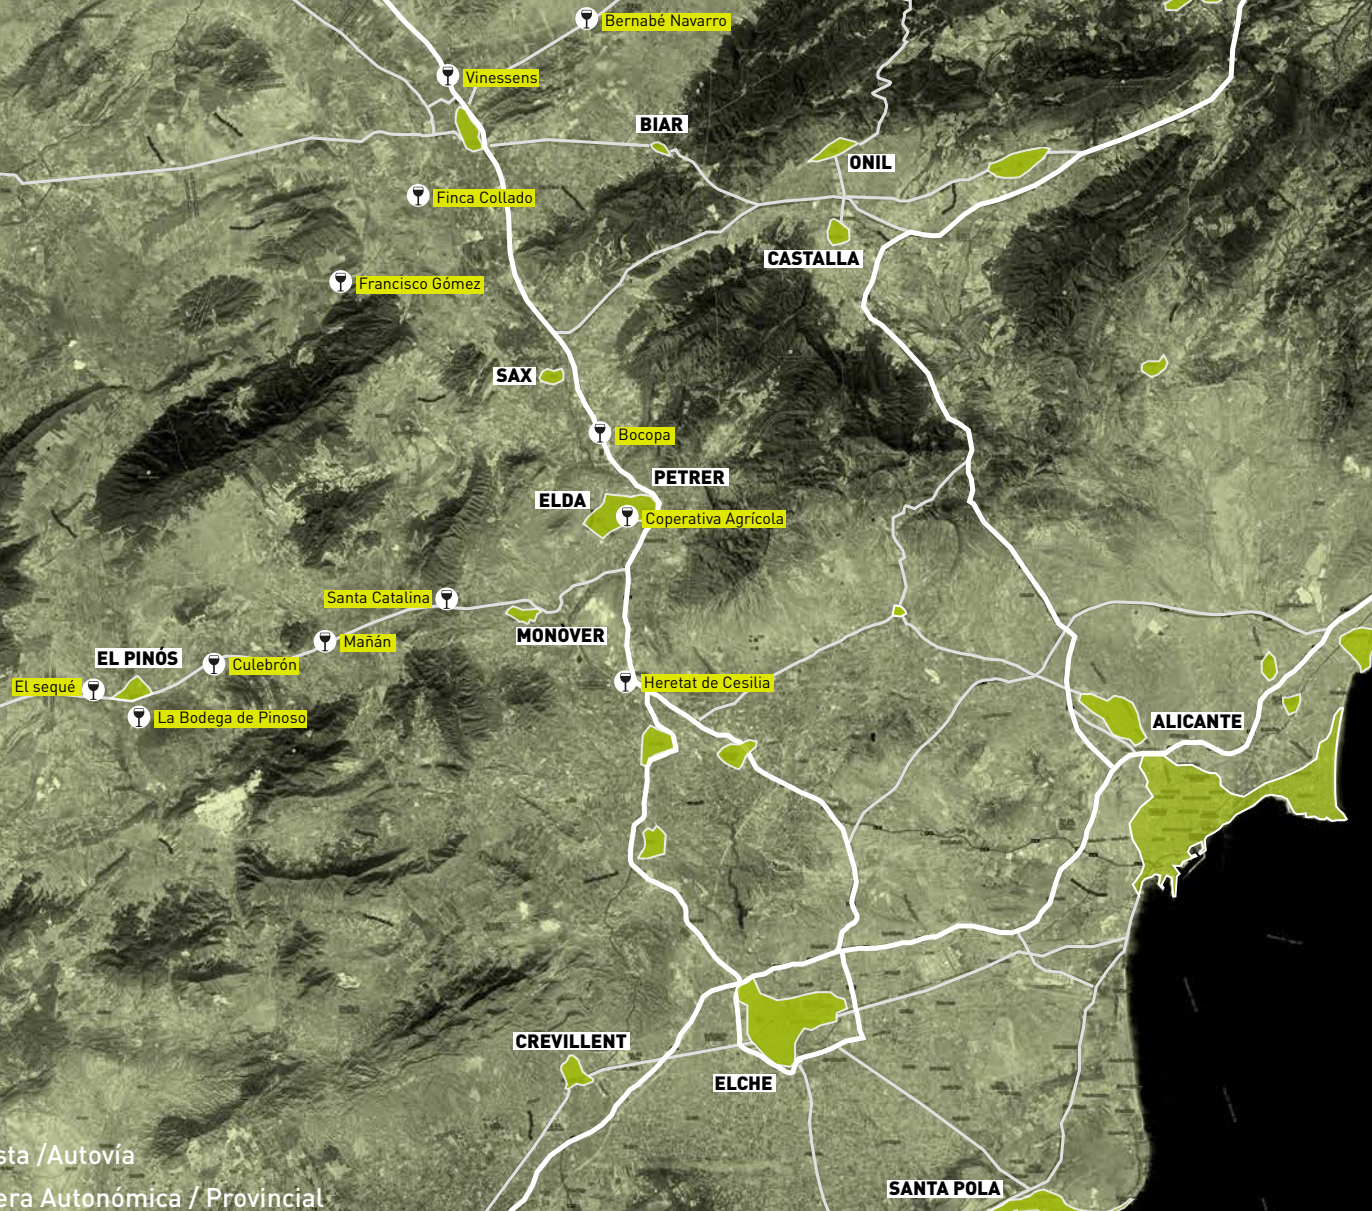 Bernabé Navarro
Vinessens
BIAR
ONIL
Finca Collado
CASTALLA
Francisco Gómez
SAX
Bocopa
PETRER
ELDA
Coperativa Agrícola
Santa Catalina
MONÒVER
Mañán
EL PINÓS
Culebrón
El sequé
Heretat de Cesilia
La Bodega de Pinoso
ALICANTE
CREVILLENT
ELCHE
sta /Autovía
SANTA POLA
era Autonómica / Provincial